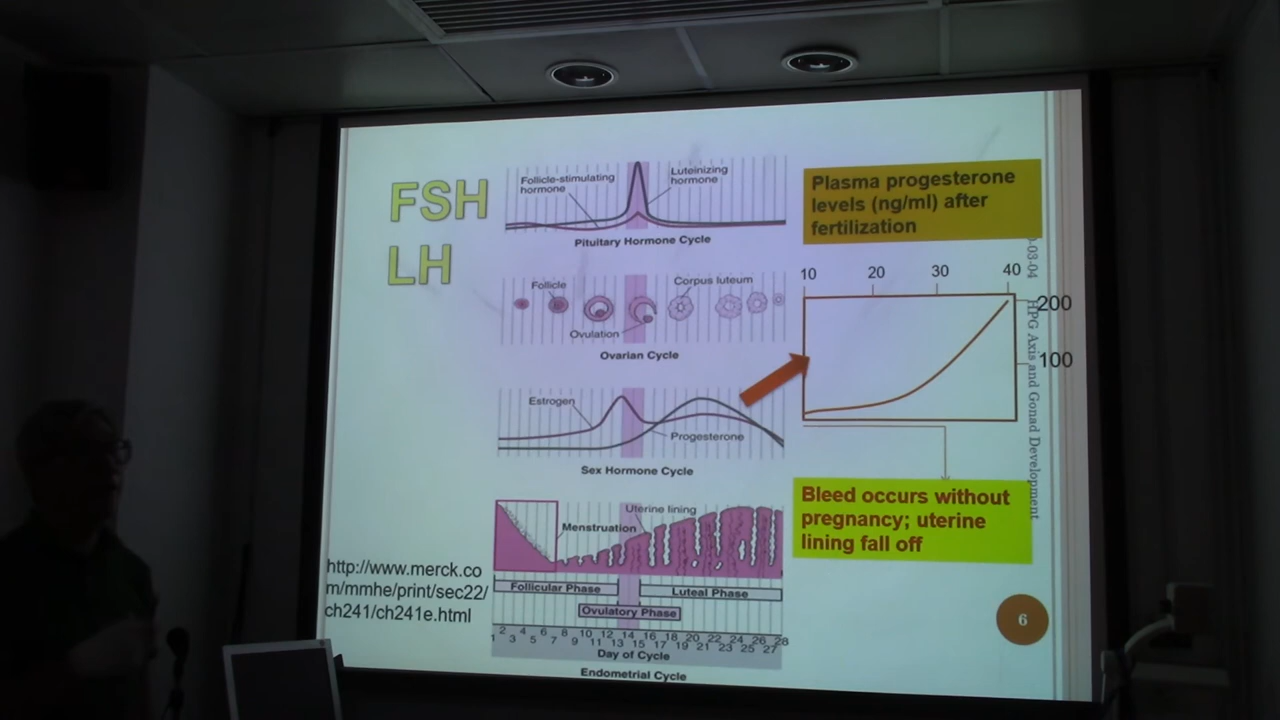 FSH
LH
Follicle-stimulating
hormone
Luteinizing
hormone
Pituitary Hormone Cycle
Follicle
Corpus luteum
Ovulation
Ovarian Cycle
Estrogen
Progesterone
Sex Hormone Cycle
Uterine lining
Menstruation
Follicular Phase
Luteal Phase
Ovulatory Phase
1 2 3 4 5 6 7 8 9 10 11 12 13 14 15 16 17 18 19 20 21 22 23 24 25 26 27 28
Day of Cycle
Endometrial Cycle
http://www.merck.co
m/mmhe/print/sec22/
ch241/ch241e.html
Plasma progesterone
levels (ng/ml) after
fertilization
10 20 30 40
200
100
Bleed occurs without
pregnancy; uterine
lining fall off
-03-04
HPG Axis and Gonad Development
6